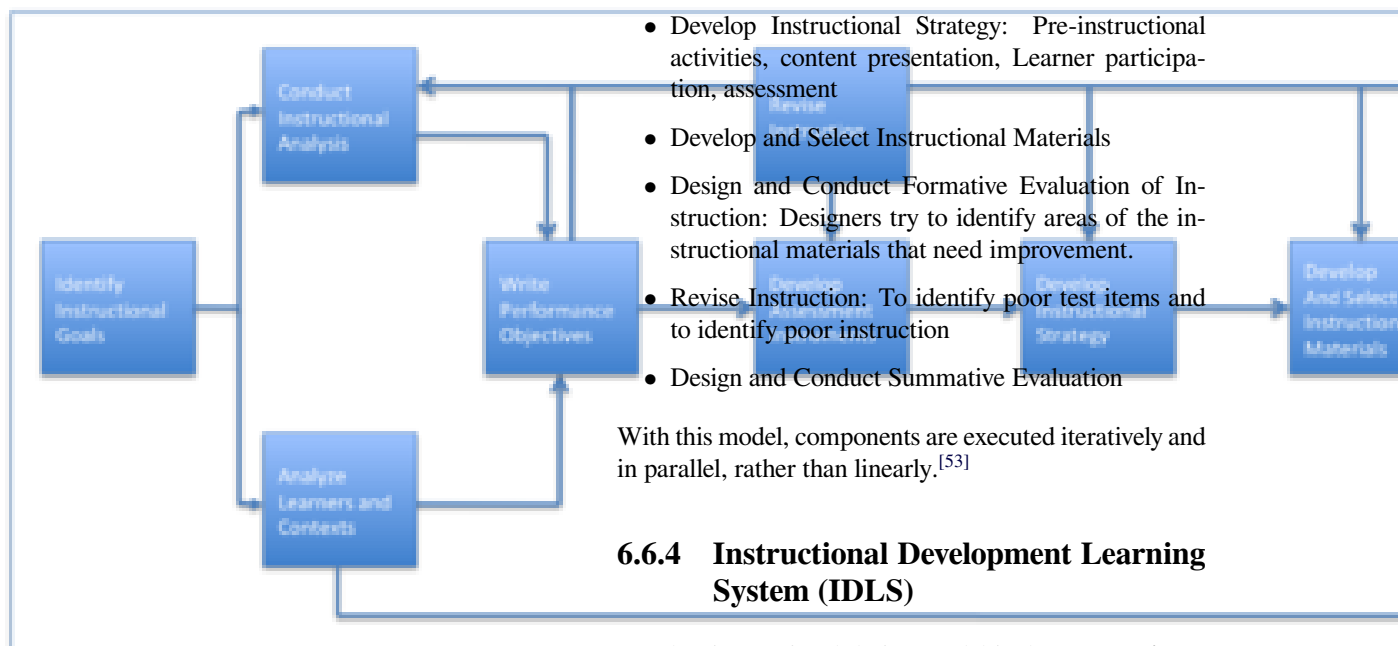 • Develop Instructional Strategy: Pre-instructional
activities, content presentation, Learner participa-
tion, assessment
• Develop and Select Instructional Materials
• Design and Conduct Formative Evaluation of In-
struction: Designers try to identify areas of the in-
structional materials that need improvement.
• Revise Instruction: To identify poor test items and
to identify poor instruction
• Design and Conduct Summative Evaluation
With this model, components are executed iteratively and
in parallel, rather than linearly.[53]
6.6.4 Instructional Development Learning
System (IDLS)
Conduct
Instructional
Analysis
Revise
Instruction
Identify
Instructional
Goals
Write
Performance
Objectives
Develop
Assessment
Develop
Instructional
Strategy
Develop
And Select
Materials
Analyze
Learners and
Contexts